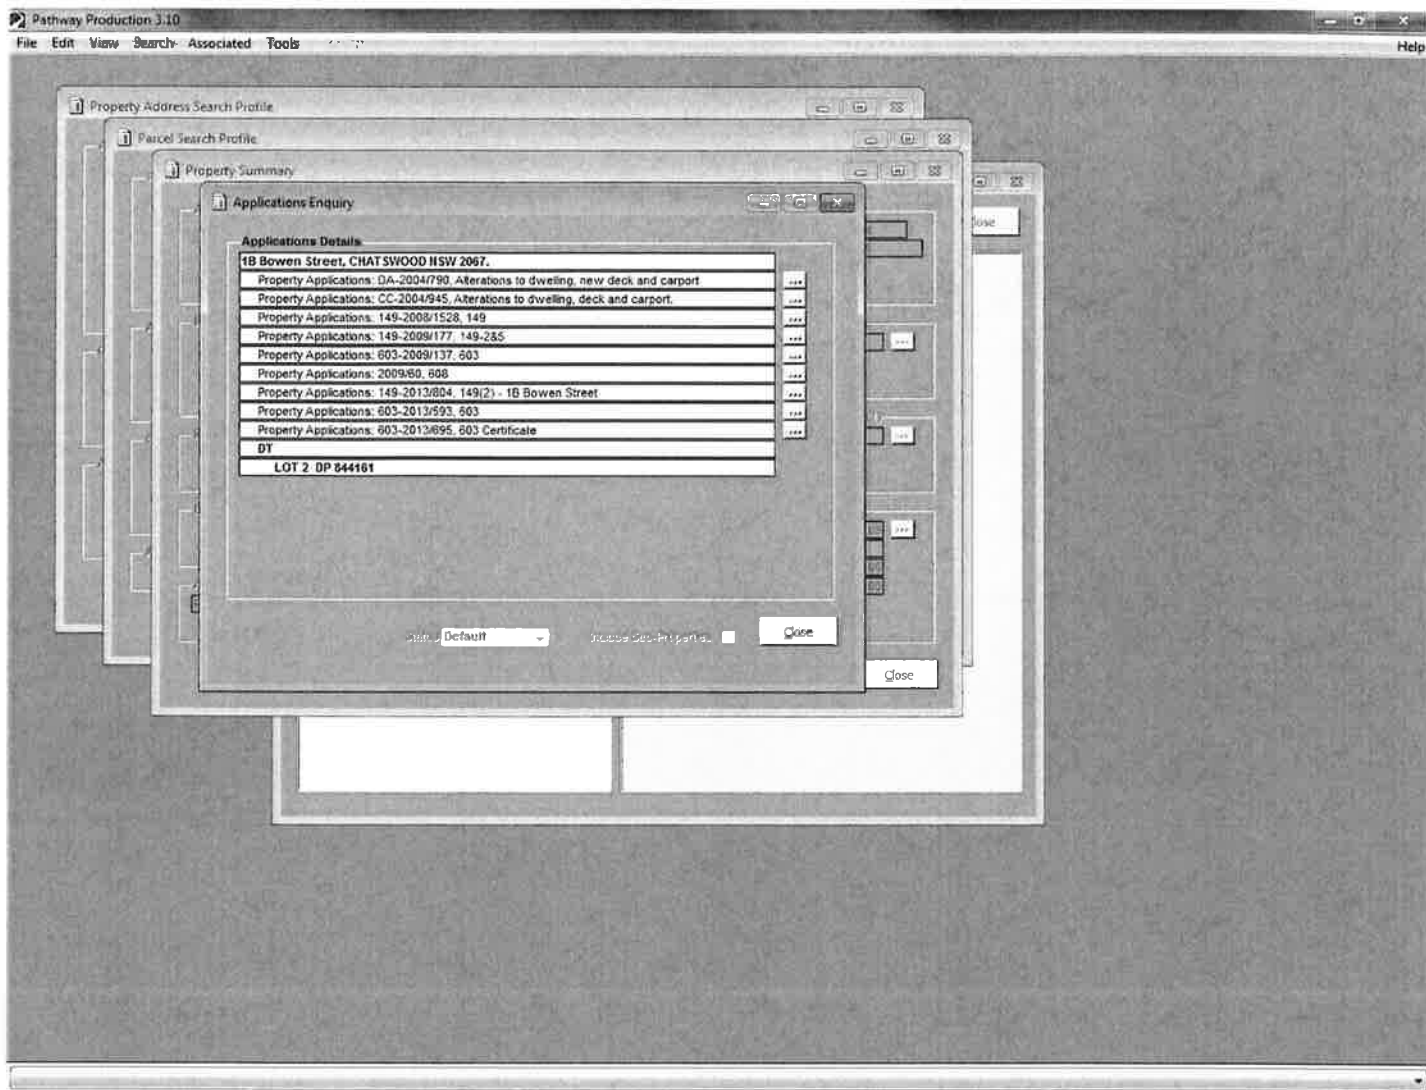 Pathway Production 3.10
File Edit View Search Associated Tools
Help
Property Address Search Profile
Parcel Search Profile
Property Summary
Applications Enquiry
Close
Applications Details
1B Bowen Street, CHATSWOOD NSW 2067.
Property Applications: DA-2004/790, Alterations to dwelling, new deck and carport
Property Applications: CC-2004/945, Alterations to dwelling, deck and carport.
Property Applications: 149-2008/1528, 149
Property Applications: 149-2009/177, 149-2&5
Property Applications: 603-2009/137, 603
Property Applications: 2009/60, 608
Property Applications: 149-2013/804, 149(2) - 1B Bowen Street
Property Applications: 603-2013/593, 603
Property Applications: 603-2013/695, 603 Certificate
DT
LOT 2 DP 844161
Default
Close
Close